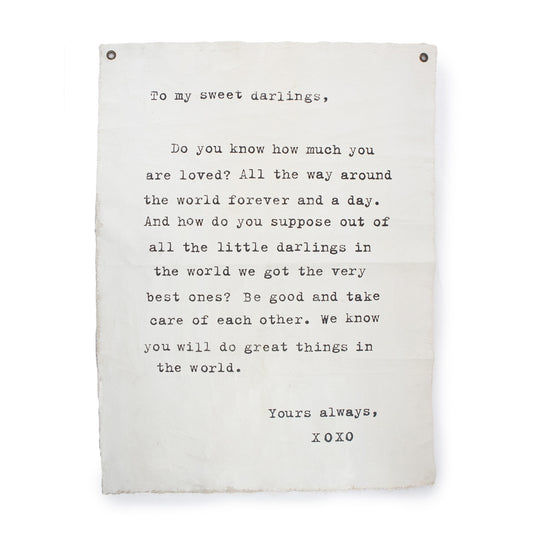 To my sweet darlings,
Do you know how much you
are loved? All the way around
the world forever and a day.
And how do you suppose out of
all the little darlings in
the world we got the very
best ones? Be good and take
care of each other. We know
you will do great things in
the world.
Yours always,
XOXO